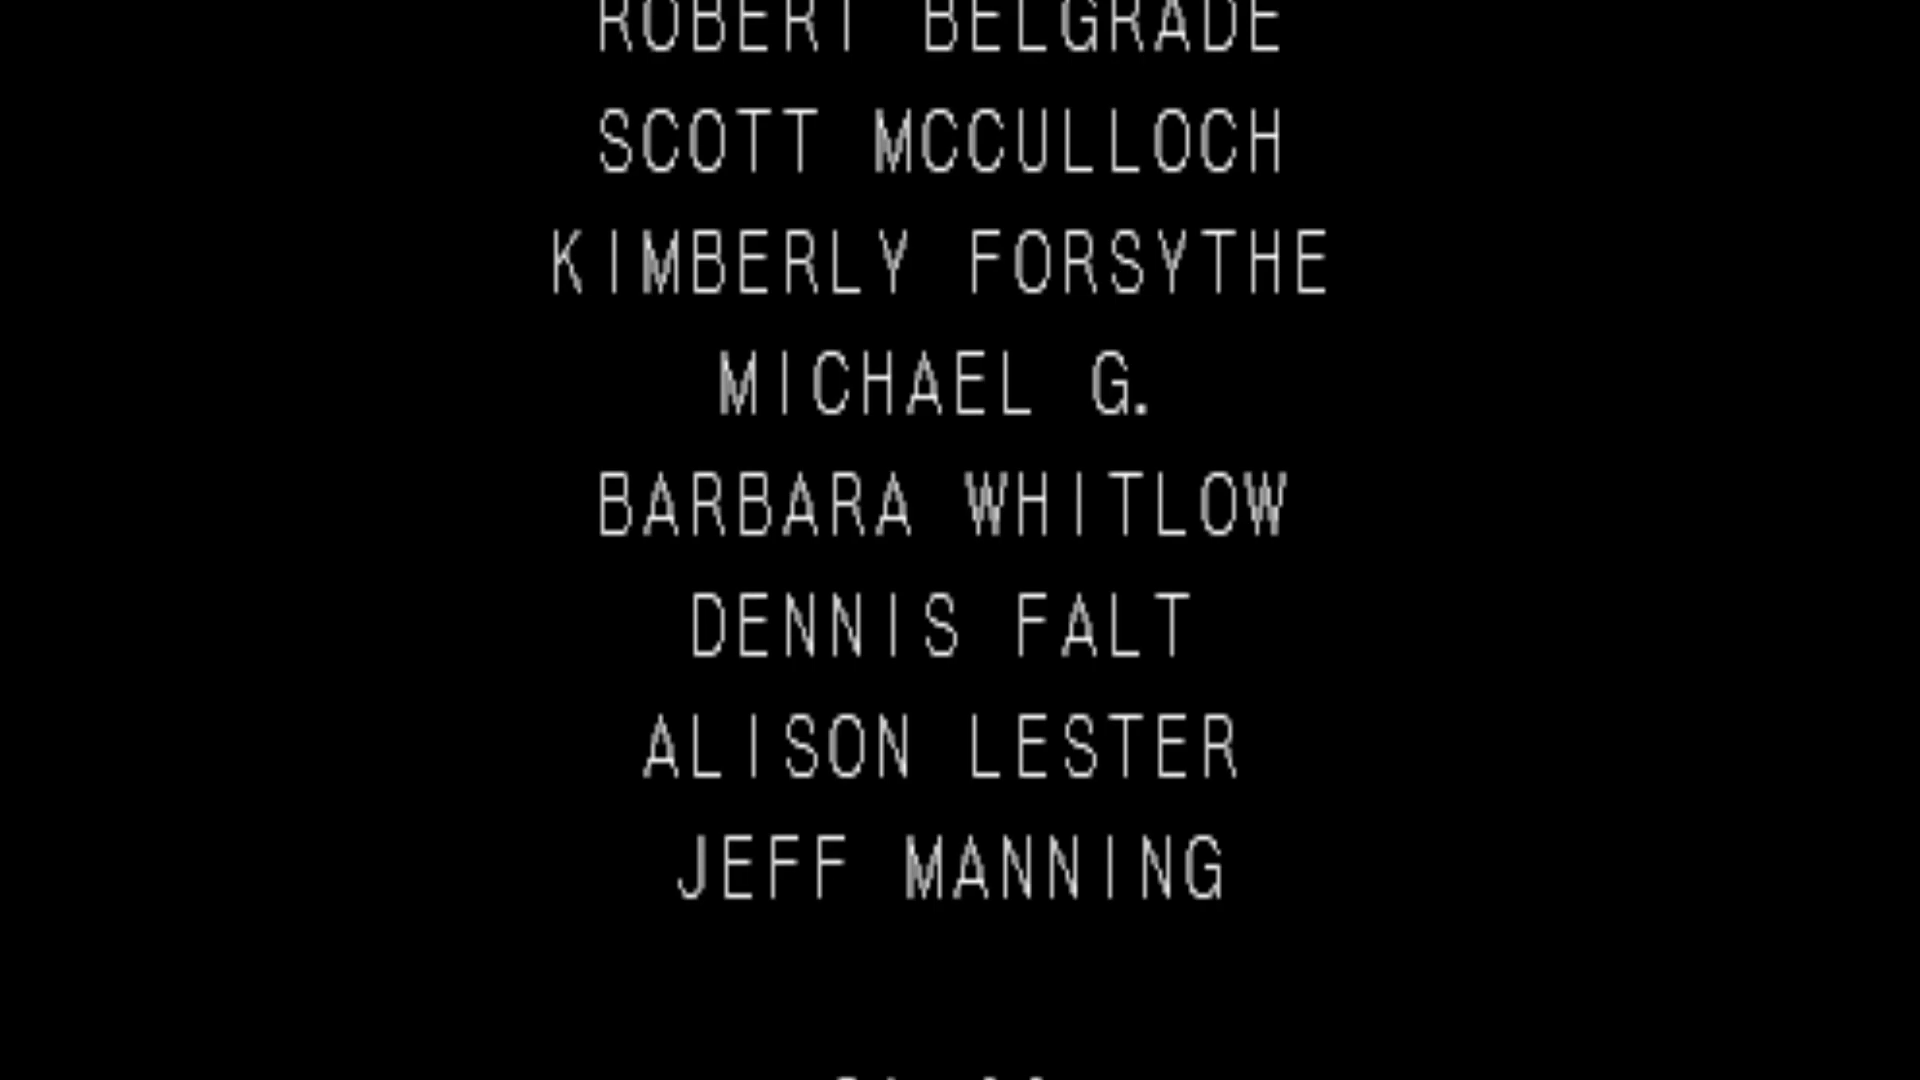 ROBERT BELGRADE
SCOTT MCCULLOCH
KIMBERLY FORSYTHE
MICHAEL G.
BARBARA WHITLOW
DENNIS FALT
ALISON LESTER
JEFF MANNING